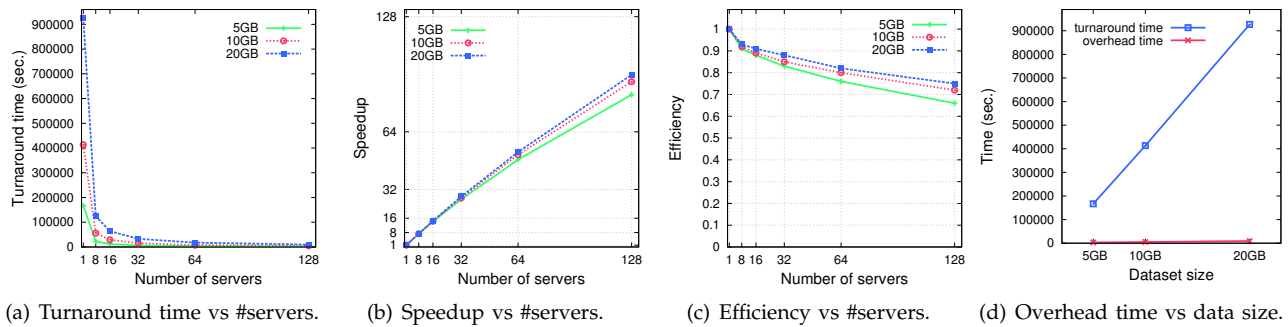 900000
800000
700000
600000
500000
400000
300000
200000
100000
0
Turnaround time (sec.)
5GB
10GB
20GB
1 8 16 32 64 128
Number of servers
(a) Turnaround time vs #servers.
128
64
32
16
8
1
Speedup
5GB
10GB
20GB
1 8 16 32 64 128
Number of servers
(b) Speedup vs #servers.
1
0.9
0.8
0.7
0.6
0.5
0.4
0.3
0.2
0.1
0
Efficiency
5GB
10GB
20GB
1 8 16 32 64 128
Number of servers
(c) Efficiency vs #servers.
900000
800000
700000
600000
500000
400000
300000
200000
100000
0
Time (sec.)
turnaround time
overhead time
5GB 10GB 20GB
Dataset size
(d) Overhead time vs data size.